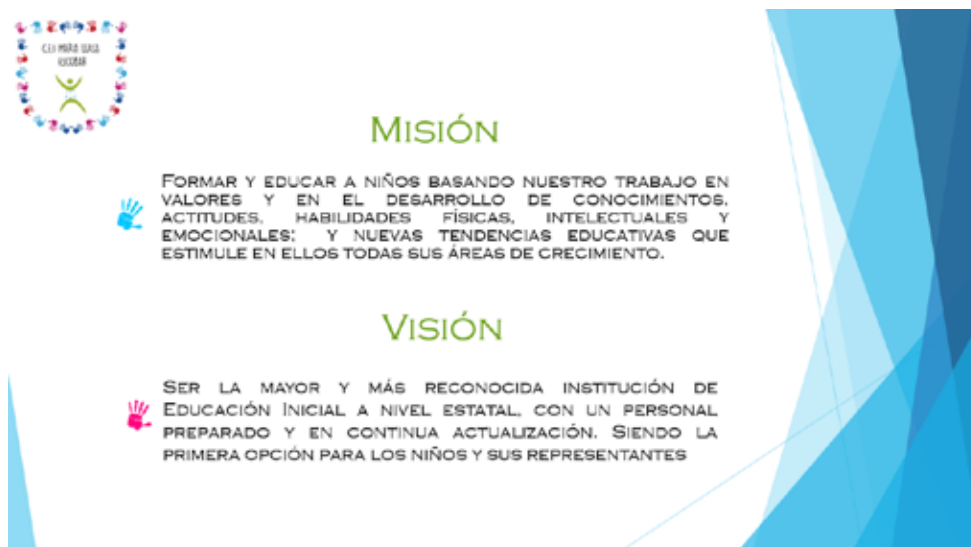 C.E.I MARÍA LUISA
ESCOBAR
MISIÓN
FORMAR Y EDUCAR A NIÑOS BASANDO NUESTRO TRABAJO EN
VALORES Y EN EL DESARROLLO DE CONOCIMIENTOS,
ACTITUDES, HABILIDADES FÍSICAS, INTELECTUALES Y
EMOCIONALES; Y NUEVAS TENDENCIAS EDUCATIVAS QUE
ESTIMULE EN ELLOS TODAS SUS ÁREAS DE CRECIMIENTO.
VISIÓN
SER LA MAYOR Y MÁS RECONOCIDA INSTITUCIÓN DE
EDUCACIÓN INICIAL A NIVEL ESTATAL, CON UN PERSONAL
PREPARADO Y EN CONTINUA ACTUALIZACIÓN. SIENDO LA
PRIMERA OPCIÓN PARA LOS NIÑOS Y SUS REPRESENTANTES